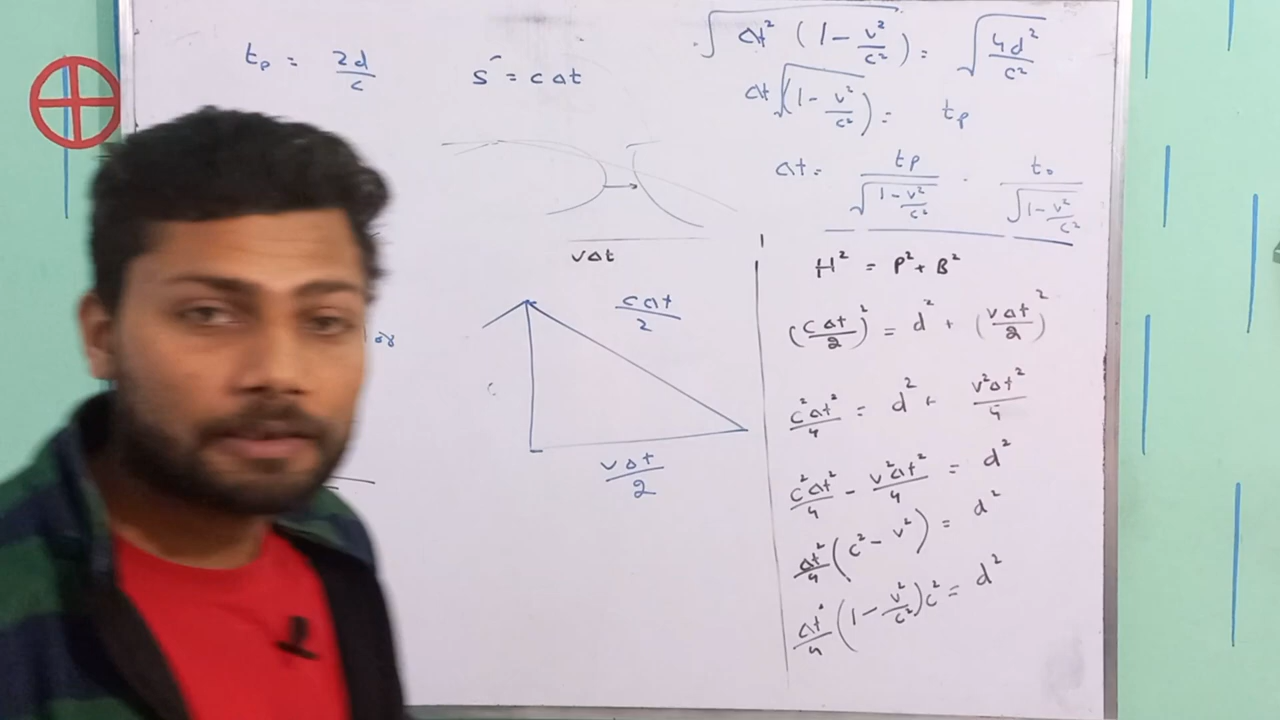 t_p = 2d/c
S = cΔt
√(Δt² (1 - v²/c²)) = √(4d²/c²)
Δt √(1 - v²/c²) = t_p
Δt = t_p/√(1 - v²/c²) · t₀/√(1 - v²/c²)
vΔt
cΔt/2
vΔt/2
H² = P² + B²
(cΔt/2)² = d² + (vΔt/2)²
c²Δt²/4 = d² + v²Δt²/4
c²Δt²/4 - v²Δt²/4 = d²
Δt²/4 (c² - v²) = d²
Δt²/4 (1 - v²/c²)c² = d²